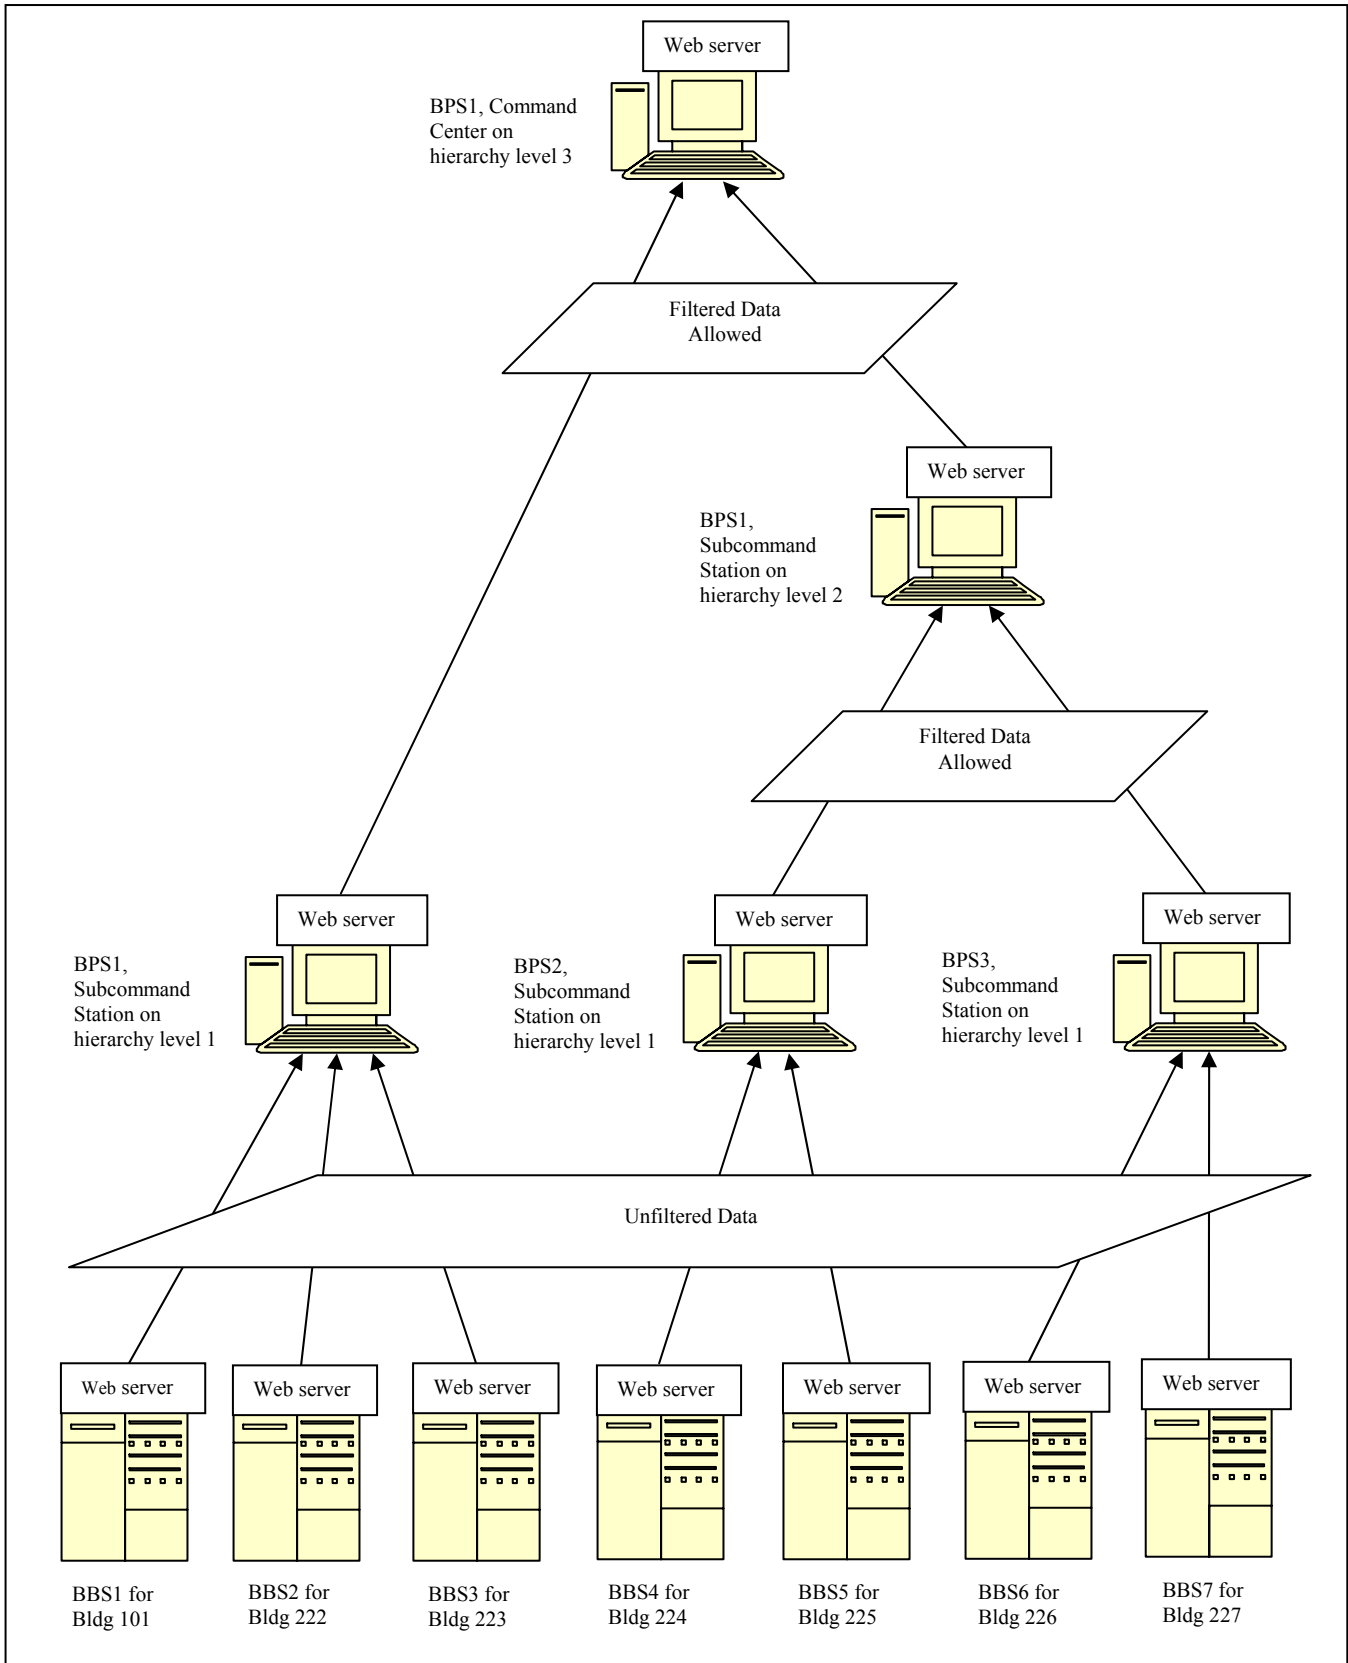 Web server
BPS1, Command
Center on
hierarchy level 3
Filtered Data
Allowed
Web server
BPS1,
Subcommand
Station on
hierarchy level 2
Filtered Data
Allowed
Web server
BPS1,
Subcommand
Station on
hierarchy level 1
Web server
BPS2,
Subcommand
Station on
hierarchy level 1
Web server
BPS3,
Subcommand
Station on
hierarchy level 1
Unfiltered Data
Web server
Web server
Web server
Web server
Web server
Web server
Web server
BBS1 for
Bldg 101
BBS2 for
Bldg 222
BBS3 for
Bldg 223
BBS4 for
Bldg 224
BBS5 for
Bldg 225
BBS6 for
Bldg 226
BBS7 for
Bldg 227